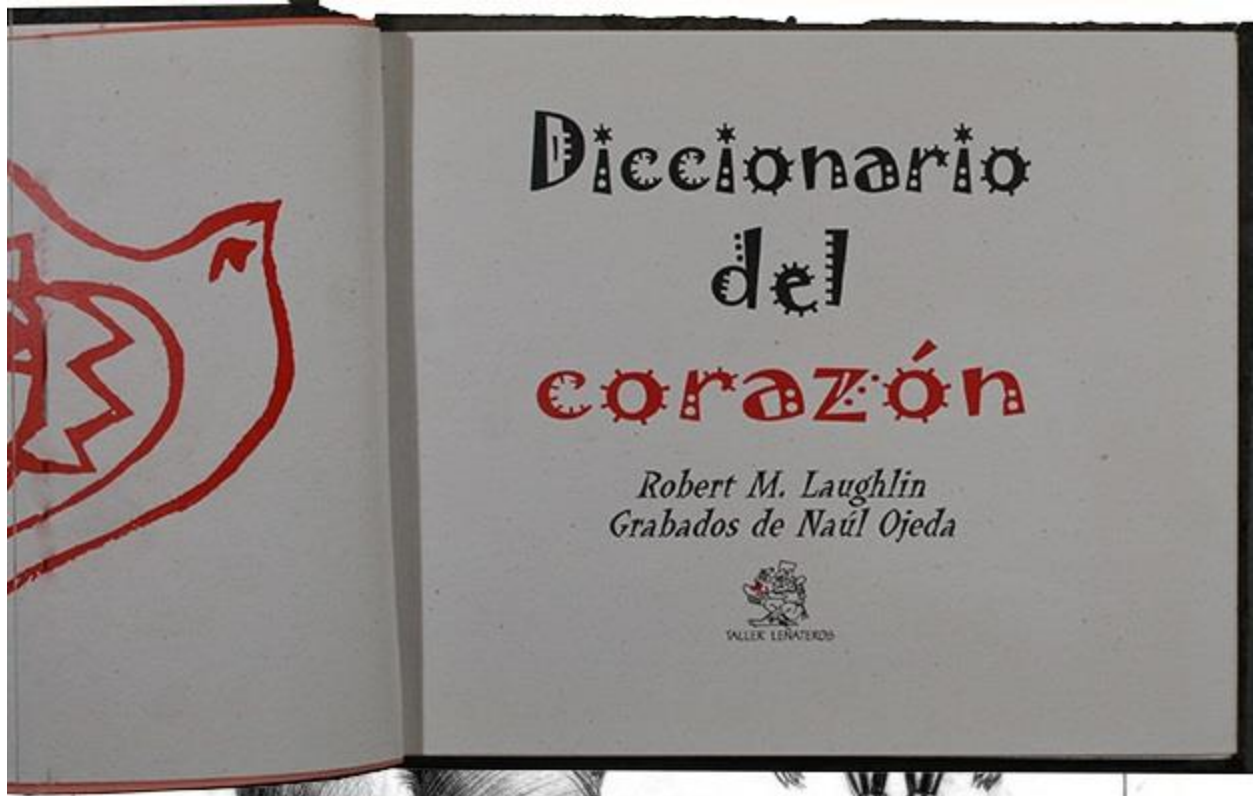 Diccionario
del
corazón
Robert M. Laughlin
Grabados de Naúl Ojeda
TALLER LEÑATEROS